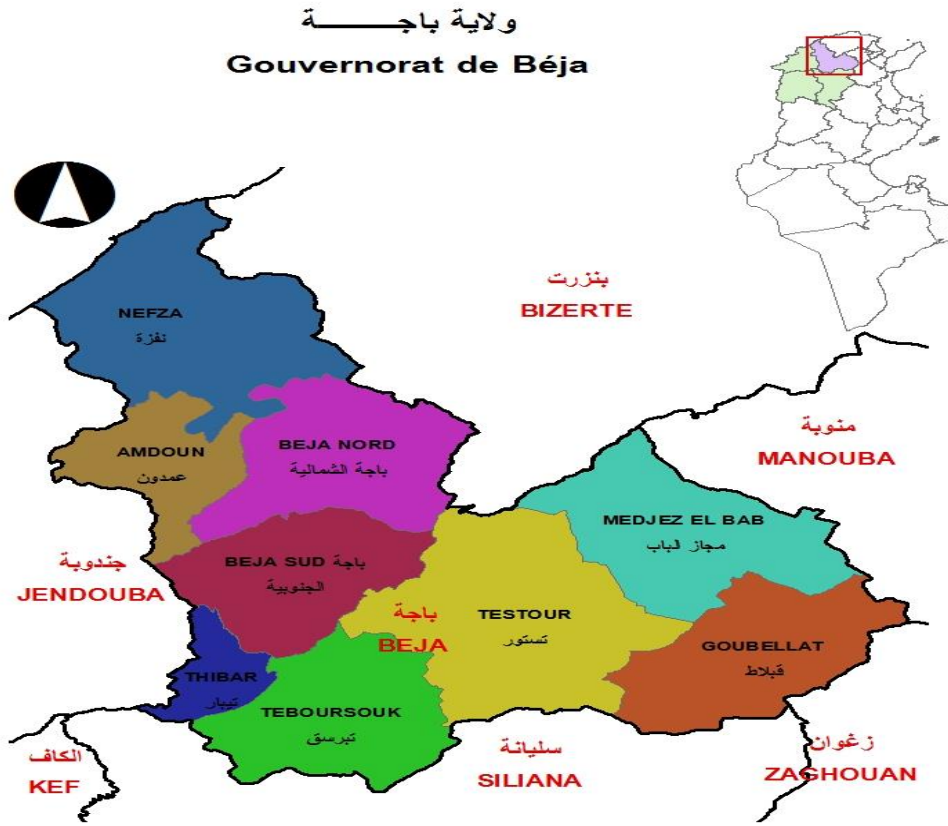 ولاية باجـــــــة
Gouvernorat de Béja
بنزرت
BIZERTE
NEFZA
نفزة
منوبة
MANOUBA
AMDOUN
عمدون
BEJA NORD
باجة الشمالية
MEDJEZ EL BAB
مجاز الباب
جندوبة
JENDOUBA
BEJA SUD باجة
الجنوبية
باجة
BEJA
TESTOUR
تستور
GOUBELLAT
قبلاط
THIBAR
تيبار
TEBOURSOUK
تبرسق
الكاف
KEF
سليانة
SILIANA
زغوان
ZAGHOUAN